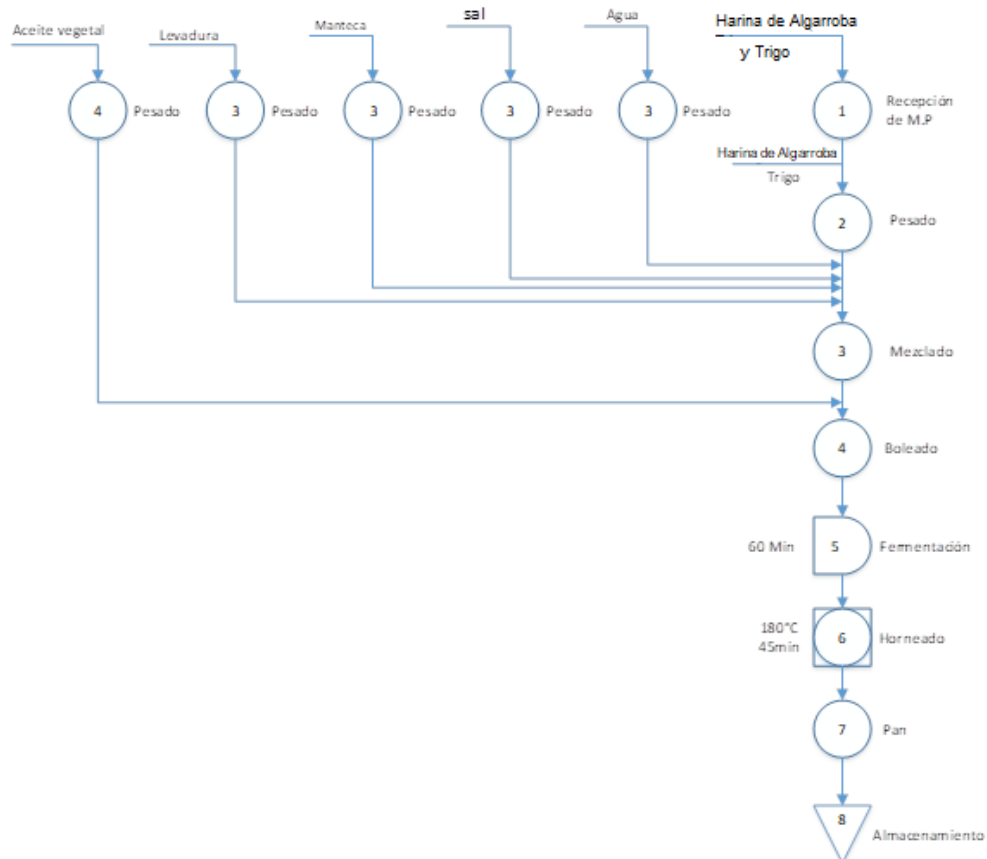 Aceite vegetal
Levadura
Manteca
sal
Agua
Harina de Algarroba
y Trigo
4 Pesado
3 Pesado
3 Pesado
3 Pesado
3 Pesado
1 Recepción
de M.P
Harina de Algarroba
Trigo
2 Pesado
3 Mezclado
4 Boleado
60 Min 5 Fermentación
180°C
45min
6 Horneado
7 Pan
8 Almacenamiento